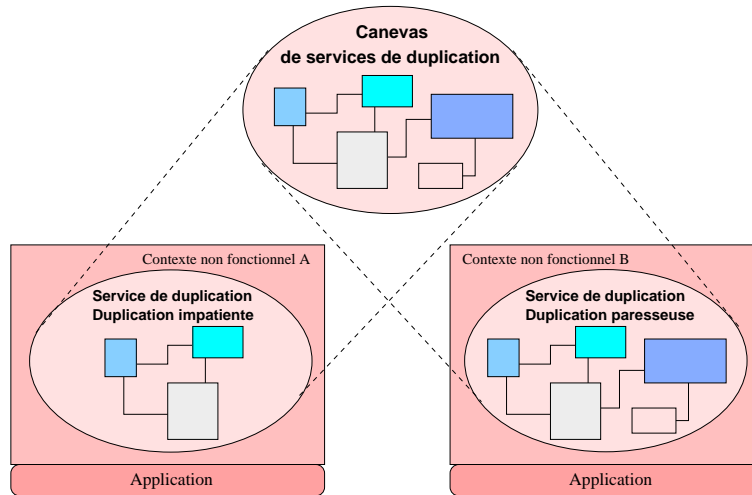 Canevas
de services de duplication
Contexte non fonctionnel A
Service de duplication
Duplication impatiente
Application
Contexte non fonctionnel B
Service de duplication
Duplication paresseuse
Application